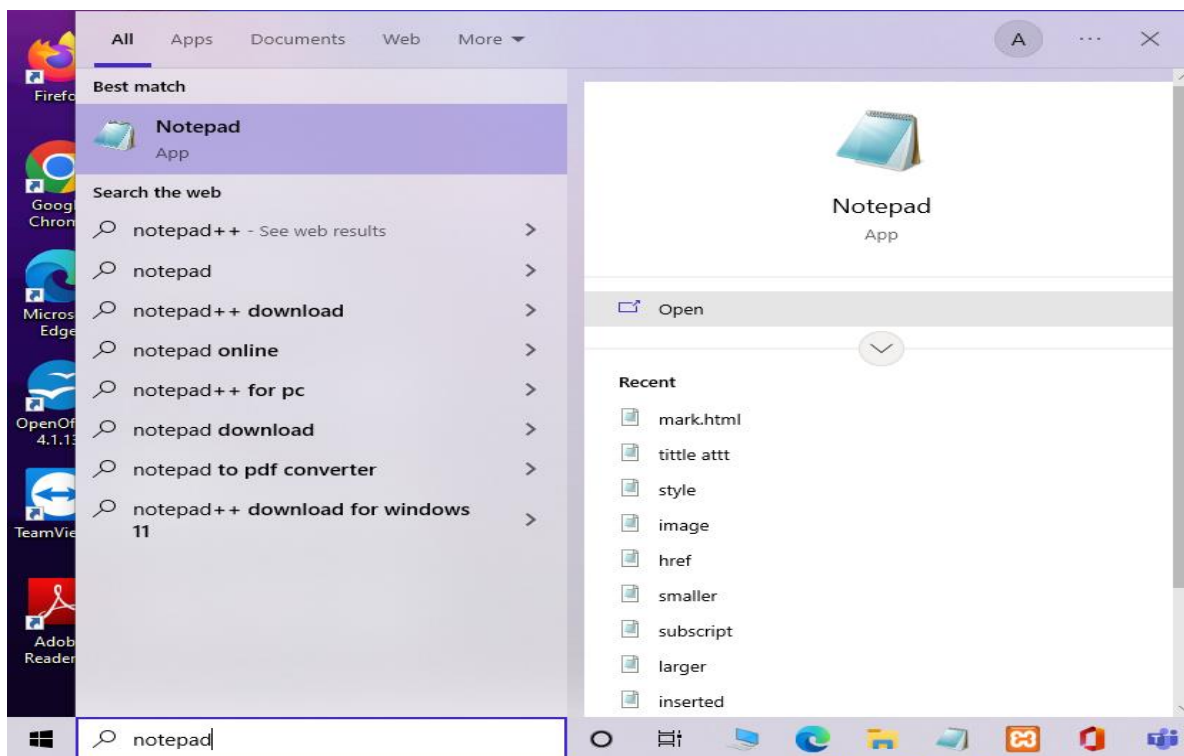 All Apps Documents Web More
A
Best match
Notepad
App
Search the web
notepad++ - See web results
notepad
notepad++ download
notepad online
notepad++ for pc
notepad download
notepad to pdf converter
notepad++ download for windows
11
Notepad
App
Open
Recent
mark.html
tittle attt
style
image
href
smaller
subscript
larger
inserted
Firefo
Googl
Chron
Micros
Edge
OpenOf
4.1.13
TeamVie
Adob
Reader
notepad